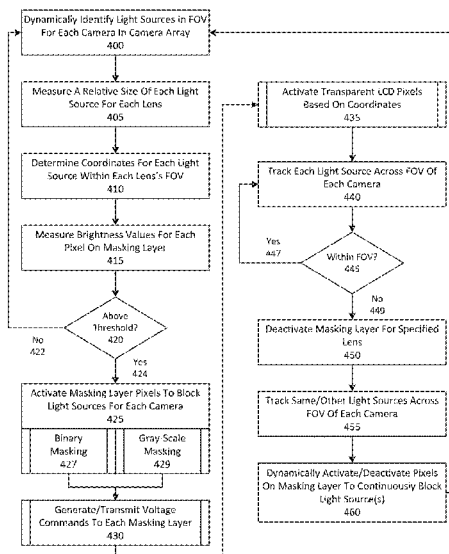 Dynamically Identify Light Sources in FOV
For Each Camera In Camera Array
400
Measure A Relative Size Of Each Light
Source For Each Lens
405
Determine Coordinates For Each Light
Source Within Each Lens's FOV
410
Measure Brightness Values For Each
Pixel On Masking Layer
415
Above
Threshold?
420
No
422
Yes
424
Activate Masking Layer Pixels To Block
Light Sources For Each Camera
425
Binary
Masking
427
Gray-Scale
Masking
429
Generate/Transmit Voltage
Commands To Each Masking Layer
430
Activate Transparent LCD Pixels
Based On Coordinates
435
Track Each Light Source Across FOV Of
Each Camera
440
Yes
447
Within FOV?
445
No
449
Deactivate Masking Layer For Specified
Lens
450
Track Same/Other Light Sources Across
FOV Of Each Camera
455
Dynamically Activate/Deactivate Pixels
On Masking Layer To Continuously Block
Light Source(s)
460